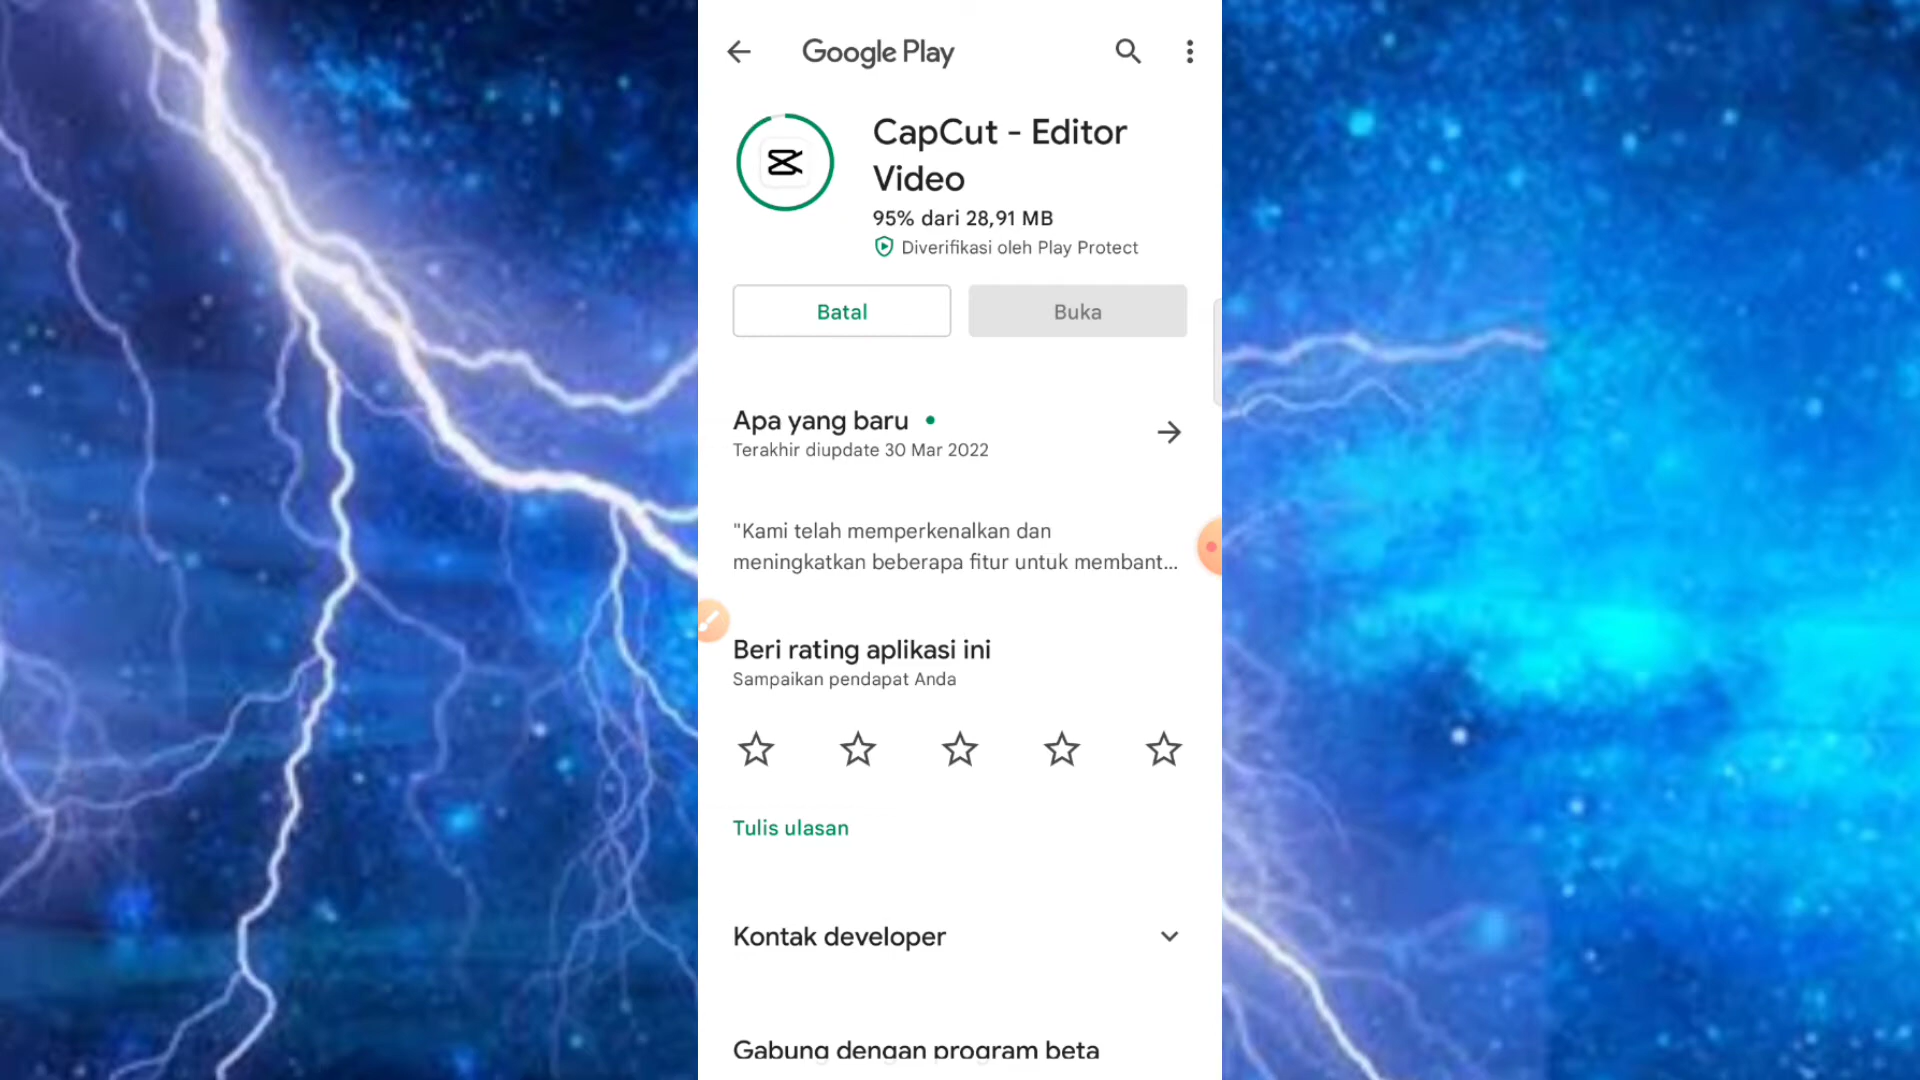 Google Play
CapCut - Editor
Video
95% dari 28,91 MB
Diverifikasi oleh Play Protect
Batal
Buka
Apa yang baru
Terakhir diupdate 30 Mar 2022
"Kami telah memperkenalkan dan
meningkatkan beberapa fitur untuk membant...
Beri rating aplikasi ini
Sampaikan pendapat Anda
Tulis ulasan
Kontak developer
Gabung dengan program beta